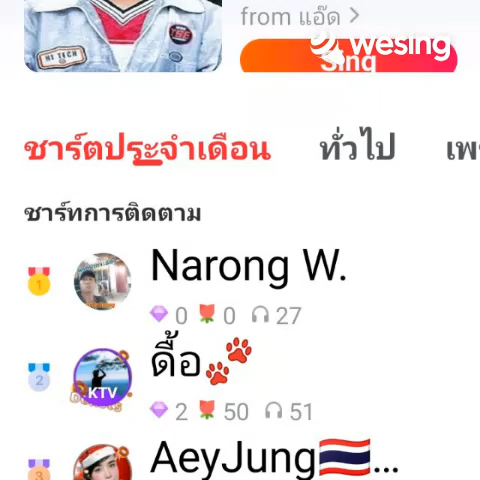 from แอ๊ด >
wesing
Sing
HI TECH
ชาร์ตประจำเดือน ทั่วไป เพ
ชาร์ทการติดตาม
1 Narong W.
0 0 27
2 ดื้อ
KTV
2 50 51
3 AeyJung...